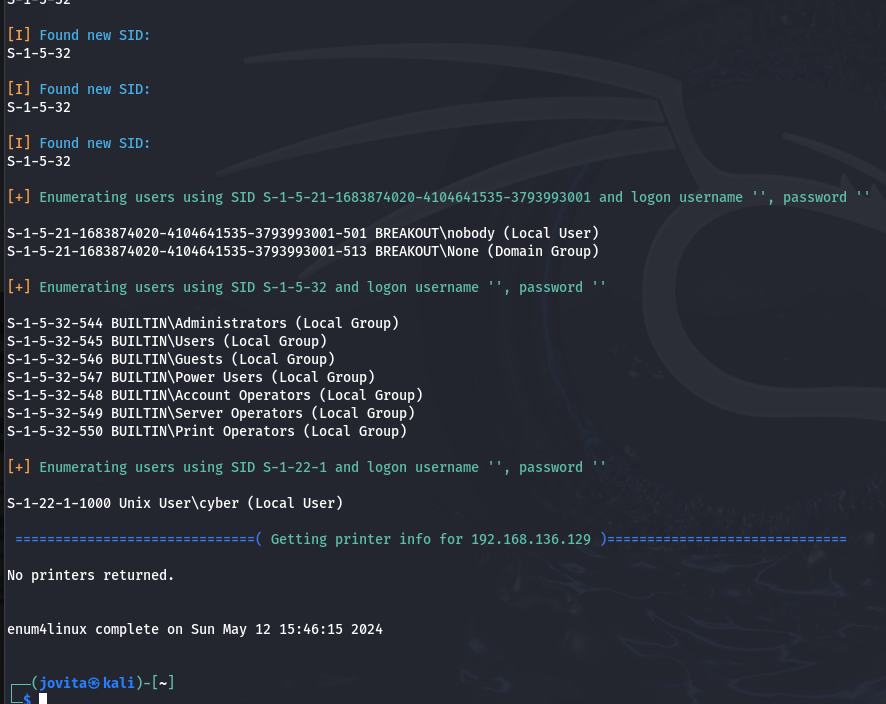 S-1-5-32
[I] Found new SID:
S-1-5-32
[I] Found new SID:
S-1-5-32
[I] Found new SID:
S-1-5-32
[+] Enumerating users using SID S-1-5-21-1683874020-4104641535-3793993001 and logon username '', password ''
S-1-5-21-1683874020-4104641535-3793993001-501 BREAKOUT\nobody (Local User)
S-1-5-21-1683874020-4104641535-3793993001-513 BREAKOUT\None (Domain Group)
[+] Enumerating users using SID S-1-5-32 and logon username '', password ''
S-1-5-32-544 BUILTIN\Administrators (Local Group)
S-1-5-32-545 BUILTIN\Users (Local Group)
S-1-5-32-546 BUILTIN\Guests (Local Group)
S-1-5-32-547 BUILTIN\Power Users (Local Group)
S-1-5-32-548 BUILTIN\Account Operators (Local Group)
S-1-5-32-549 BUILTIN\Server Operators (Local Group)
S-1-5-32-550 BUILTIN\Print Operators (Local Group)
[+] Enumerating users using SID S-1-22-1 and logon username '', password ''
S-1-22-1-1000 Unix User\cyber (Local User)
==============================( Getting printer info for 192.168.136.129 )==============================
No printers returned.
enum4linux complete on Sun May 12 15:46:15 2024
┌──(jovita㉿kali)-[~]
└─$